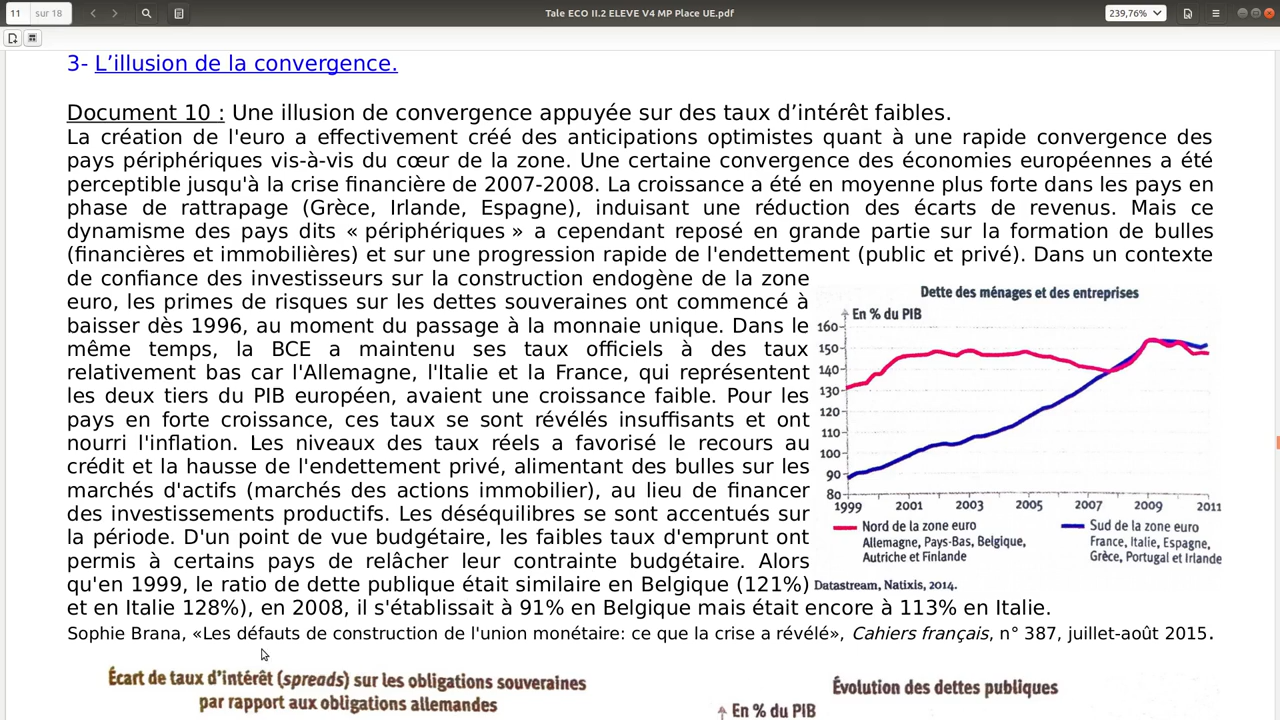 11 sur 18
Tale ECO II.2 ELEVE V4 MP Place UE.pdf
239,76%
3- L’illusion de la convergence.
Document 10 : Une illusion de convergence appuyée sur des taux d’intérêt faibles.
La création de l'euro a effectivement créé des anticipations optimistes quant à une rapide convergence des
pays périphériques vis-à-vis du cœur de la zone. Une certaine convergence des économies européennes a été
perceptible jusqu'à la crise financière de 2007-2008. La croissance a été en moyenne plus forte dans les pays en
phase de rattrapage (Grèce, Irlande, Espagne), induisant une réduction des écarts de revenus. Mais ce
dynamisme des pays dits « périphériques » a cependant reposé en grande partie sur la formation de bulles
(financières et immobilières) et sur une progression rapide de l'endettement (public et privé). Dans un contexte
de confiance des investisseurs sur la construction endogène de la zone
euro, les primes de risques sur les dettes souveraines ont commencé à
baisser dès 1996, au moment du passage à la monnaie unique. Dans le
même temps, la BCE a maintenu ses taux officiels à des taux
relativement bas car l'Allemagne, l'Italie et la France, qui représentent
les deux tiers du PIB européen, avaient une croissance faible. Pour les
pays en forte croissance, ces taux se sont révélés insuffisants et ont
nourri l'inflation. Les niveaux des taux réels a favorisé le recours au
crédit et la hausse de l'endettement privé, alimentant des bulles sur les
marchés d'actifs (marchés des actions immobilier), au lieu de financer
des investissements productifs. Les déséquilibres se sont accentués sur
la période. D'un point de vue budgétaire, les faibles taux d'emprunt ont
permis à certains pays de relâcher leur contrainte budgétaire. Alors
qu'en 1999, le ratio de dette publique était similaire en Belgique (121%)
et en Italie 128%), en 2008, il s'établissait à 91% en Belgique mais était encore à 113% en Italie.
Dette des ménages et des entreprises
En % du PIB
160
150
140
130
120
110
100
90
80
1999 2001 2003 2005 2007 2009 2011
Nord de la zone euro
Allemagne, Pays-Bas, Belgique,
Autriche et Finlande
Sud de la zone euro
France, Italie, Espagne,
Grèce, Portugal et Irlande
Datastream, Natixis, 2014.
Sophie Brana, «Les défauts de construction de l'union monétaire: ce que la crise a révélé», Cahiers français, n° 387, juillet-août 2015.
Écart de taux d’intérêt (spreads) sur les obligations souveraines
par rapport aux obligations allemandes
Évolution des dettes publiques
En % du PIB